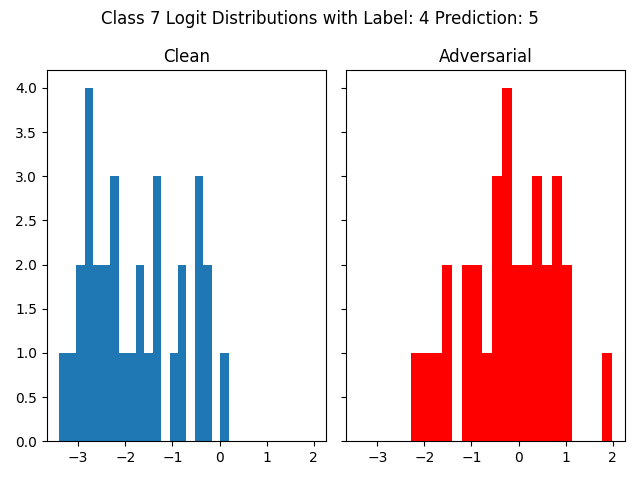 Class 7 Logit Distributions with Label: 4 Prediction: 5
Clean
Adversarial
4.0
3.5
3.0
2.5
2.0
1.5
1.0
0.5
0.0
−3 −2 −1 0 1 2
−3 −2 −1 0 1 2